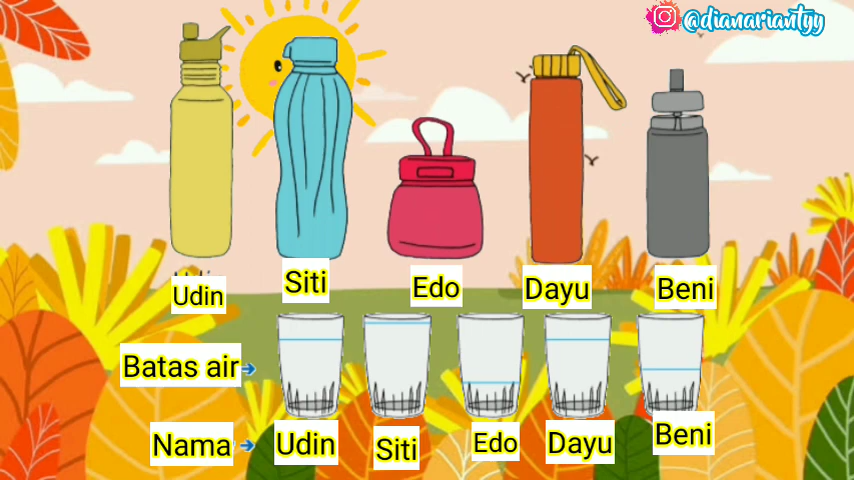 @dianariantyy
Udin
Siti
Edo
Dayu
Beni
Batas air
Nama
Udin
Siti
Edo
Dayu
Beni